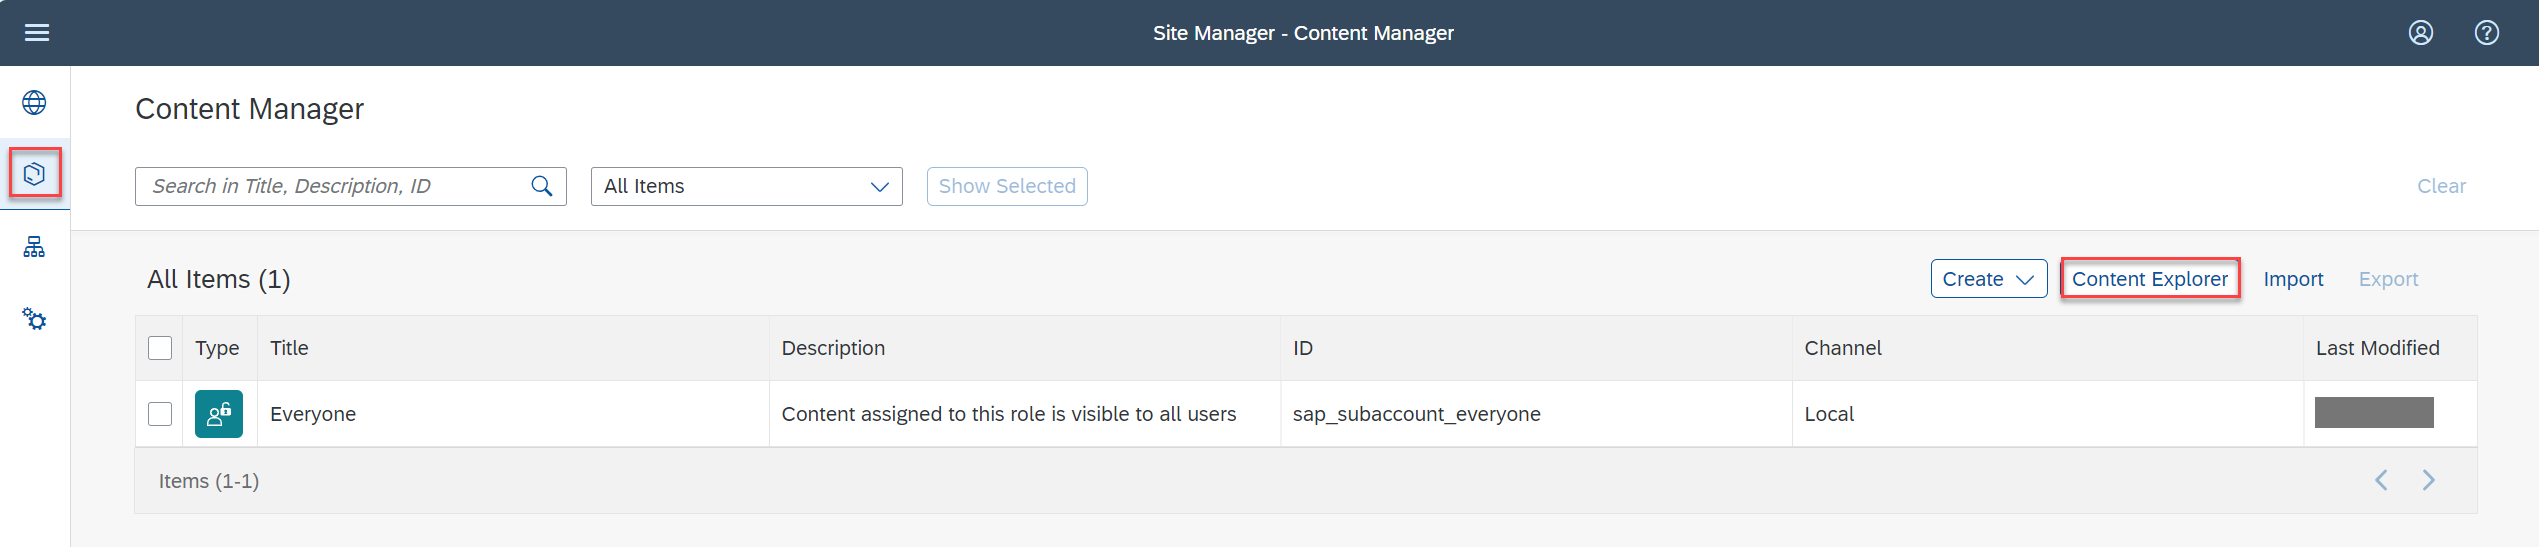 Site Manager - Content Manager
Content Manager
Search in Title, Description, ID
All Items
Show Selected
Clear
All Items (1)
Create
Content Explorer
Import
Export
Type
Title
Description
ID
Channel
Last Modified
Everyone
Content assigned to this role is visible to all users
sap_subaccount_everyone
Local
Items (1-1)